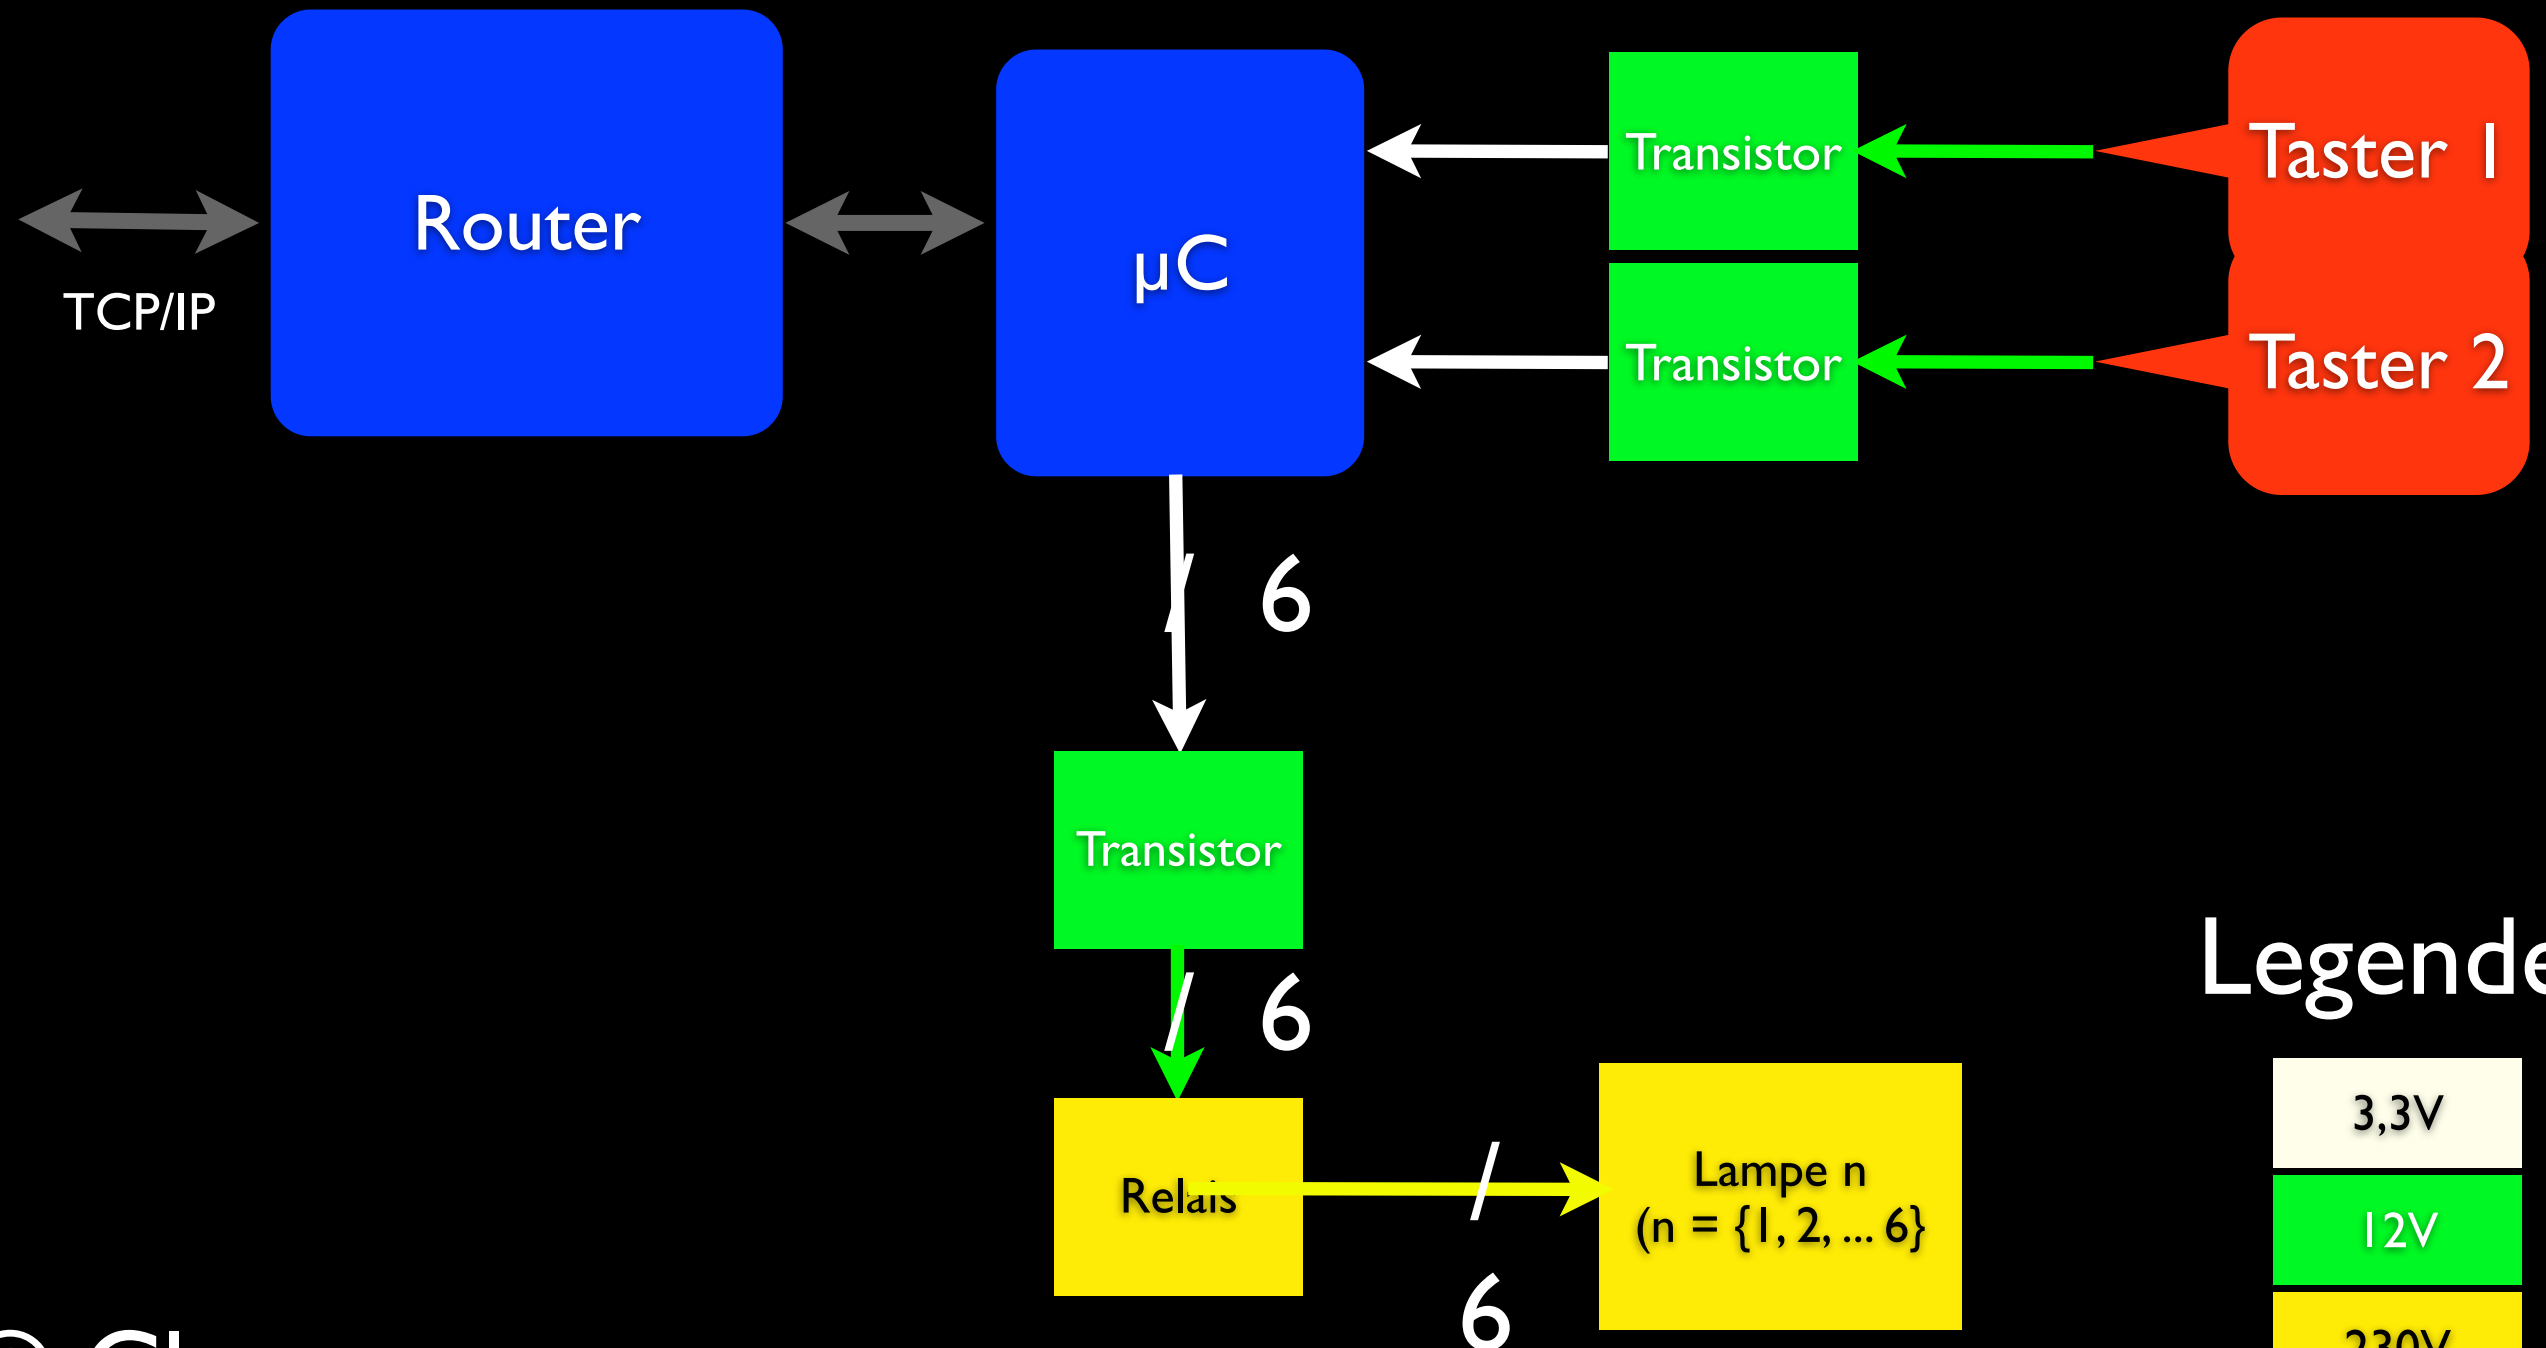 Router
TCP/IP
µC
Transistor
Taster 1
Transistor
Taster 2
/ 6
Transistor
/ 6
Relais
/
6
Lampe n
(n = {1, 2, ... 6}
Legende
3,3V
12V
230V